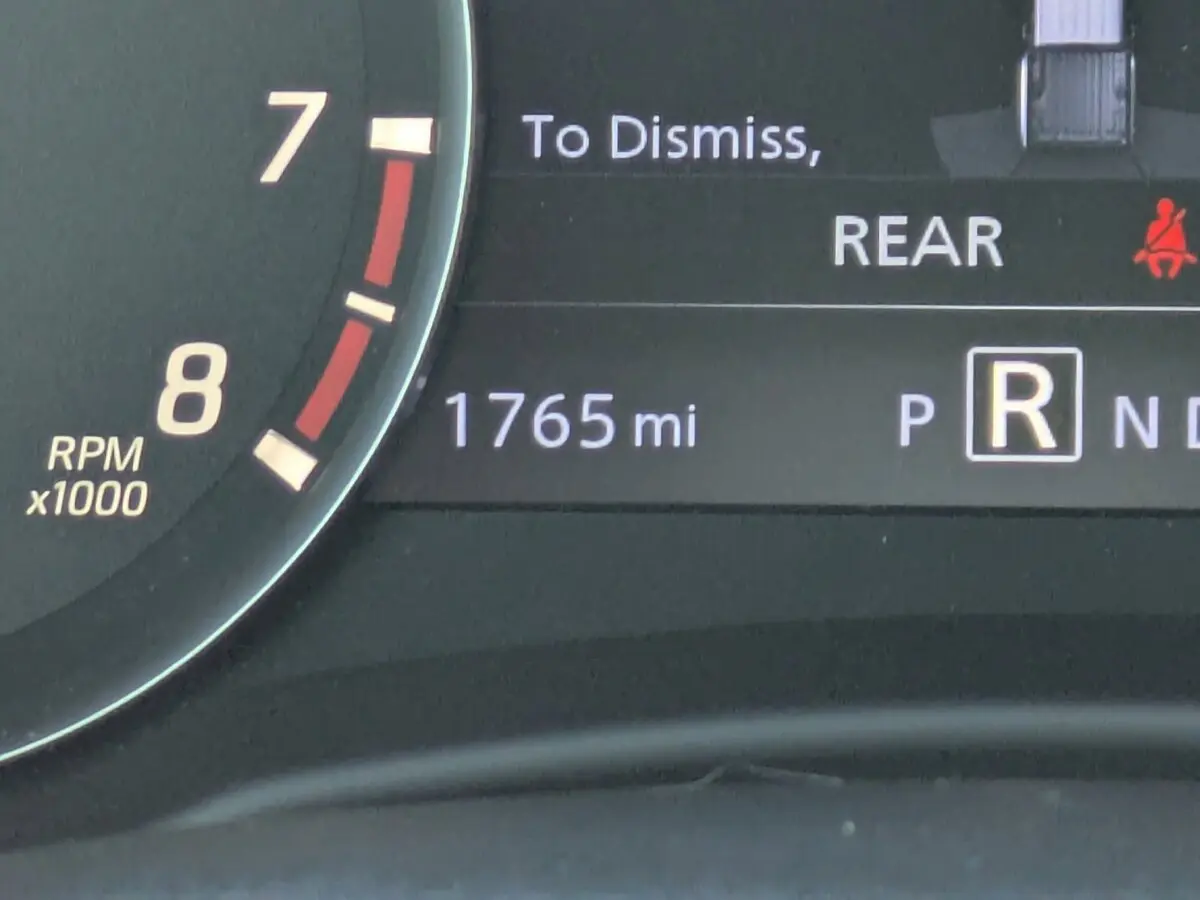 7
To Dismiss,
REAR
8
1765 mi
P R N D
RPM
x1000